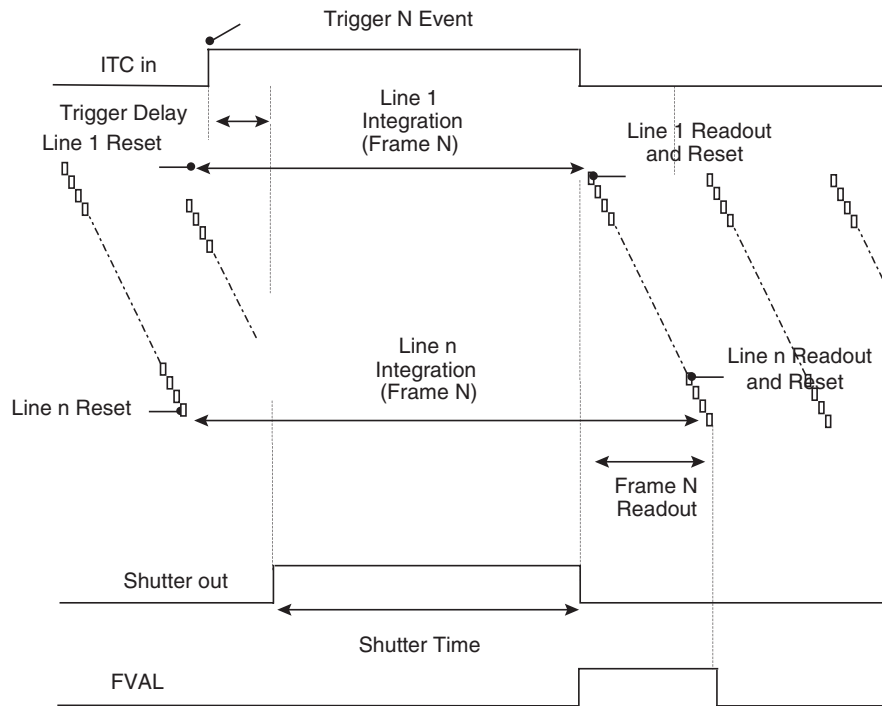 Trigger N Event
ITC in
Trigger Delay
Line 1
Integration
(Frame N)
Line 1 Reset
Line 1 Readout
and Reset
Line n
Integration
(Frame N)
Line n Readout
and Reset
Line n Reset
Frame N
Readout
Shutter out
Shutter Time
FVAL